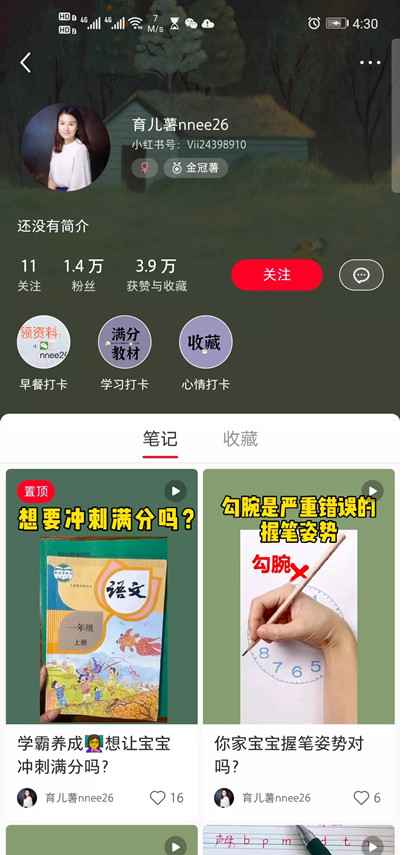 HD 1 4G 4G 7 M/s 4:30
HD 2
育儿薯nnee26
小红书号：Vii24398910
金冠薯
还没有简介
11 1.4万 3.9万
关注 粉丝 获赞与收藏
关注
领资料：
nnee26
满分
教材
收藏
早餐打卡 学习打卡 心情打卡
笔记 收藏
置顶
想要冲刺满分吗？
语文
一年级
上册
勾腕是严重错误的
握笔姿势
勾腕
8 7 6 5
学霸养成👩‍🏫想让宝宝
冲刺满分吗?
育儿薯nnee26 16
你家宝宝握笔姿势对
吗?
育儿薯nnee26 6
b p m d t